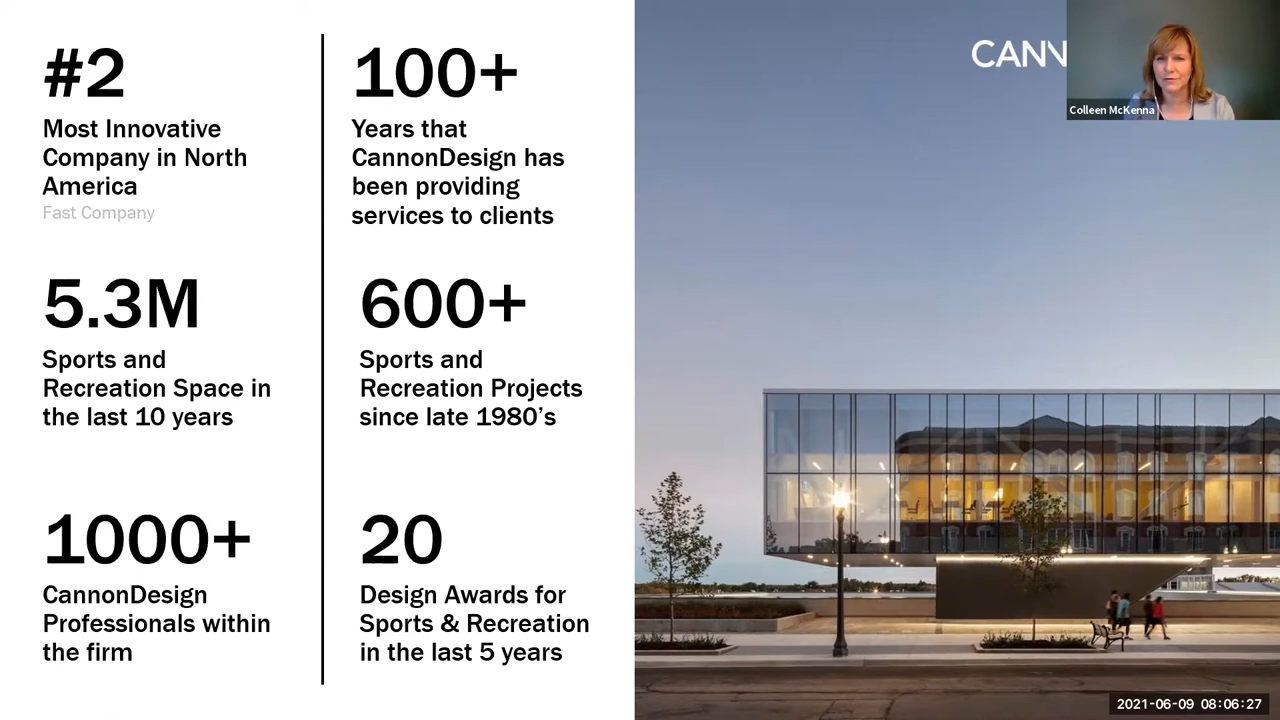 #2
Most Innovative
Company in North
America
Fast Company
5.3M
Sports and
Recreation Space in
the last 10 years
1000+
CannonDesign
Professionals within
the firm
100+
Years that
CannonDesign has
been providing
services to clients
600+
Sports and
Recreation Projects
since late 1980’s
20
Design Awards for
Sports & Recreation
in the last 5 years
CANN
Colleen McKenna
2021-06-09 08:06:27